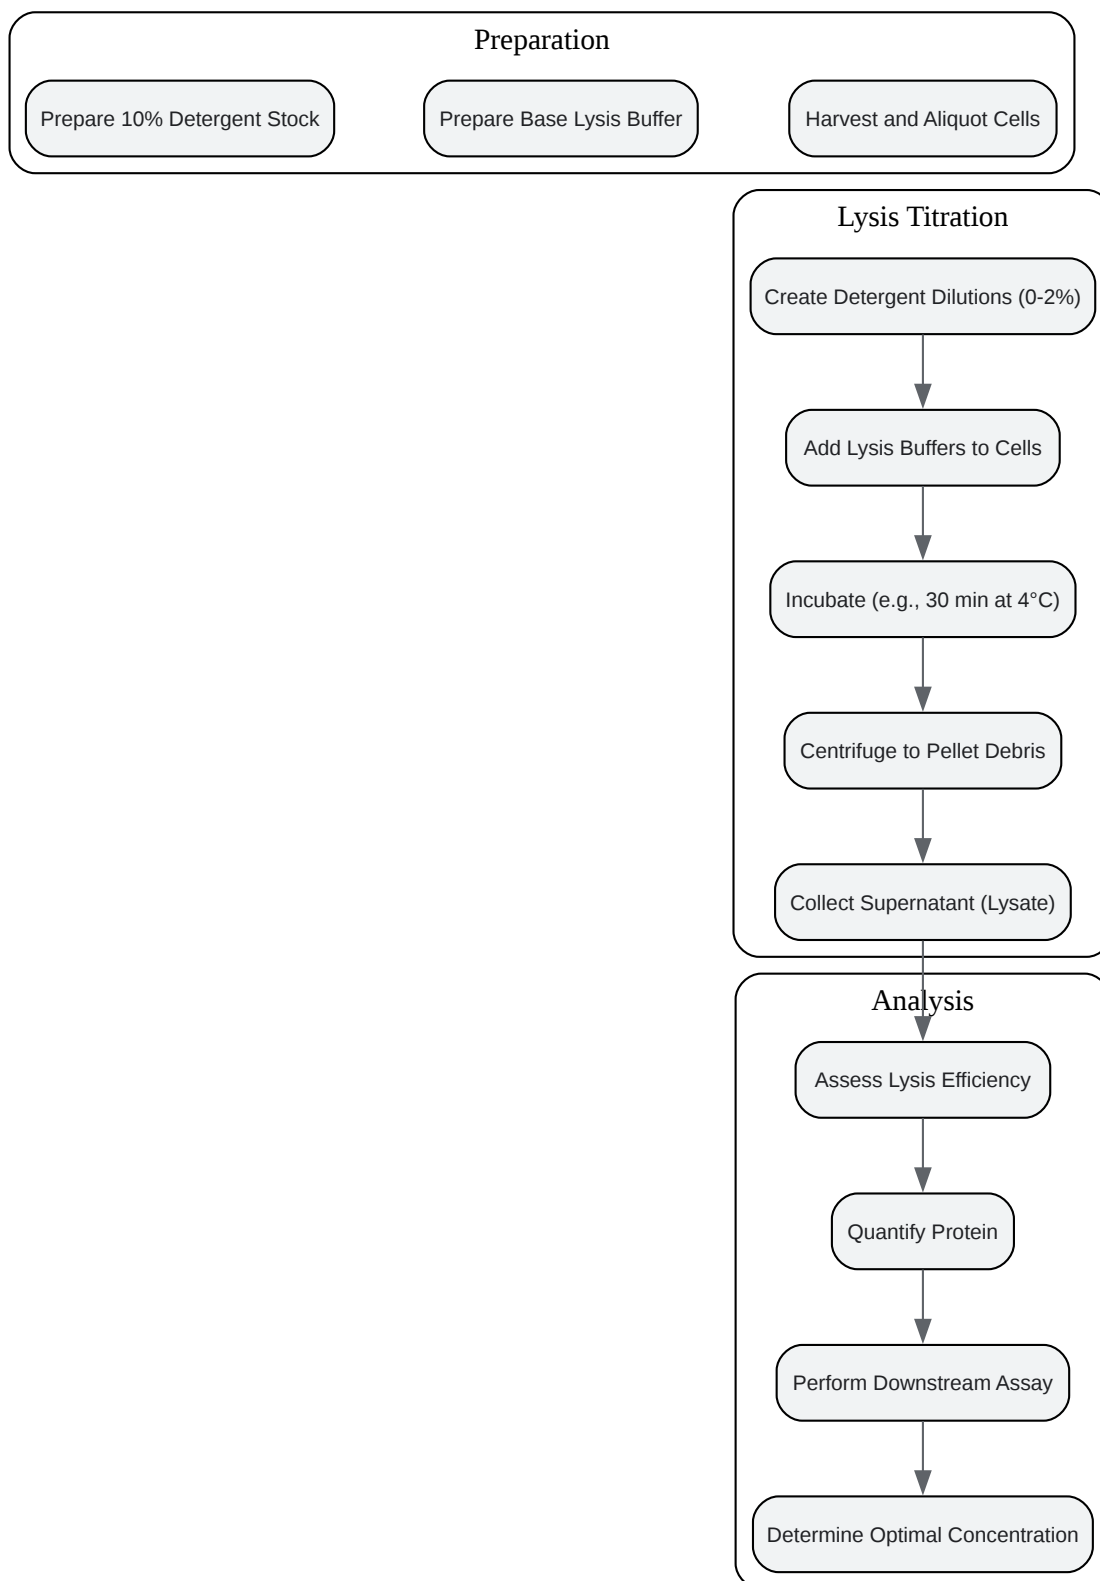 Preparation
Prepare 10% Detergent Stock
Prepare Base Lysis Buffer
Harvest and Aliquot Cells
Lysis Titration
Create Detergent Dilutions (0-2%)
Add Lysis Buffers to Cells
Incubate (e.g., 30 min at 4°C)
Centrifuge to Pellet Debris
Collect Supernatant (Lysate)
Analysis
Assess Lysis Efficiency
Quantify Protein
Perform Downstream Assay
Determine Optimal Concentration